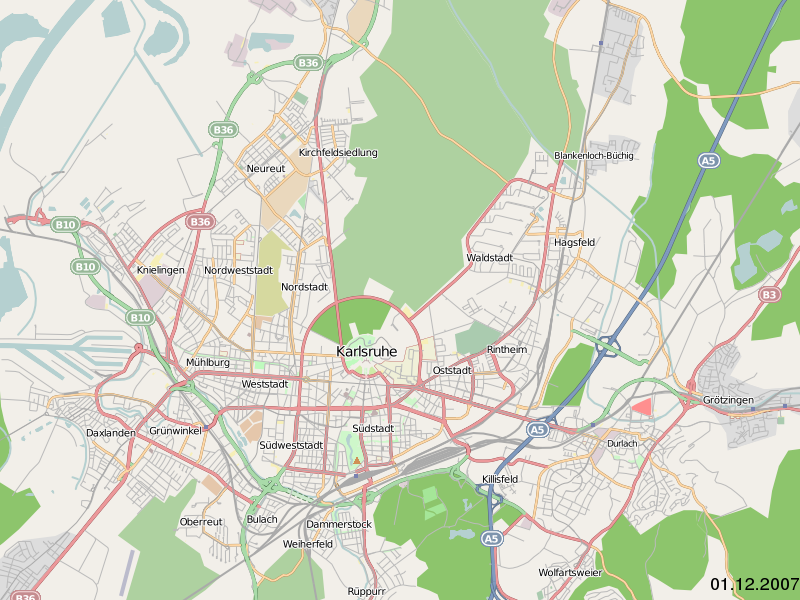 B36
B36
Kirchfeldsiedlung
Blankenloch-Büchig
A5
Neureut
B10
B36
Hagsfeld
Waldstadt
B10
Knielingen
Nordweststadt
Nordstadt
B3
B10
Karlsruhe
Rintheim
Mühlburg
Oststadt
Weststadt
Grötzingen
Daxlanden
Grünwinkel
Südstadt
A5
Durlach
Südweststadt
Killisfeld
Oberreut
Bulach
Dammerstock
Weiherfeld
A5
Wolfartsweier
01.12.2007
Rüppurr
B36